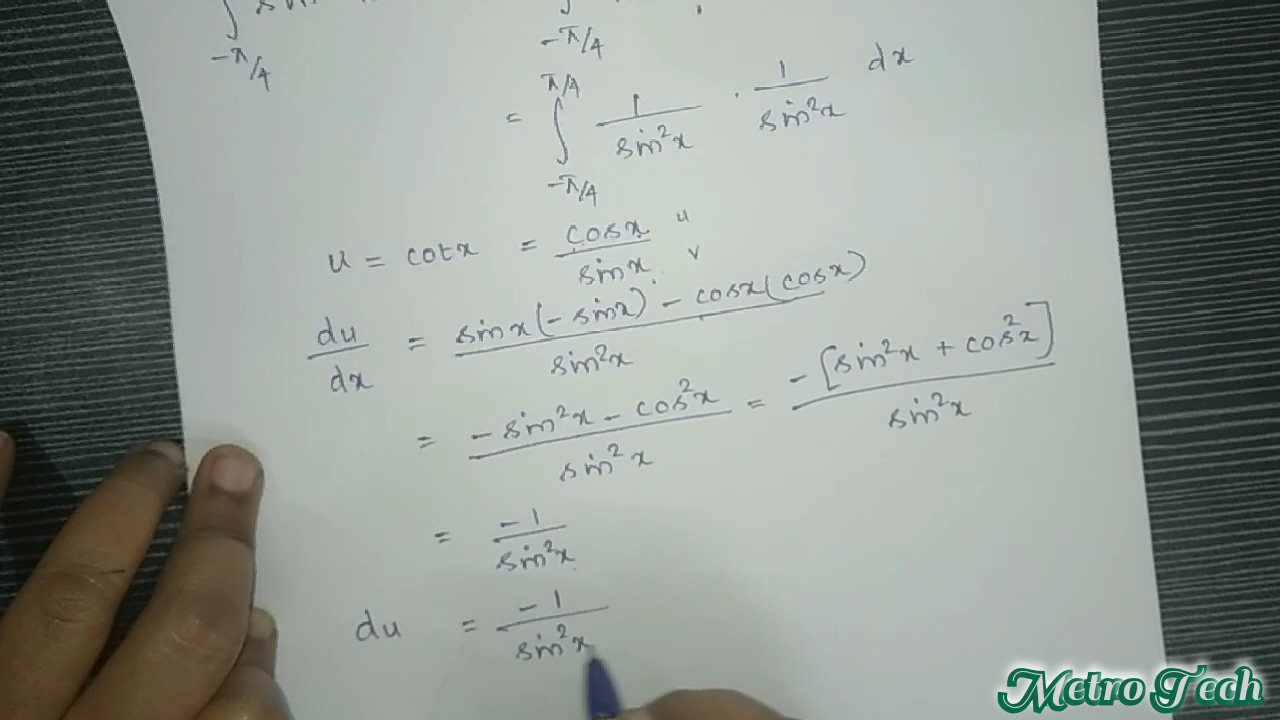 -π/4 -π/4
= ∫_{-π/4}^{π/4} 1/sin²x · 1/sin²x dx
u = cotx = cosx/sinx u v
du/dx = sinx(-sinx) - cosx(cosx)/sin²x
= -sin²x - cos²x/sin²x = -[sin²x + cos²x]/sin²x
= -1/sin²x
du = -1/sin²x
Metro Tech